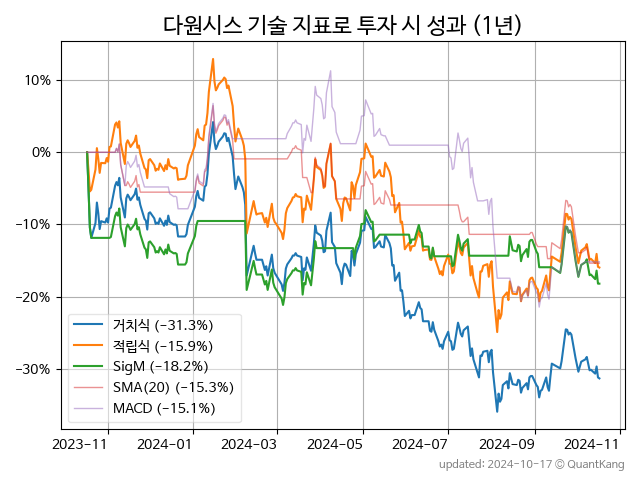 다원시스 기술 지표로 투자 시 성과 (1년)
10%
0%
−10%
−20%
−30%
거치식 (−31.3%)
적립식 (−15.9%)
SigM (−18.2%)
SMA(20) (−15.3%)
MACD (−15.1%)
2023−11 2024−01 2024−03 2024−05 2024−07 2024−09 2024−11
updated: 2024-10-17 © QuantKang